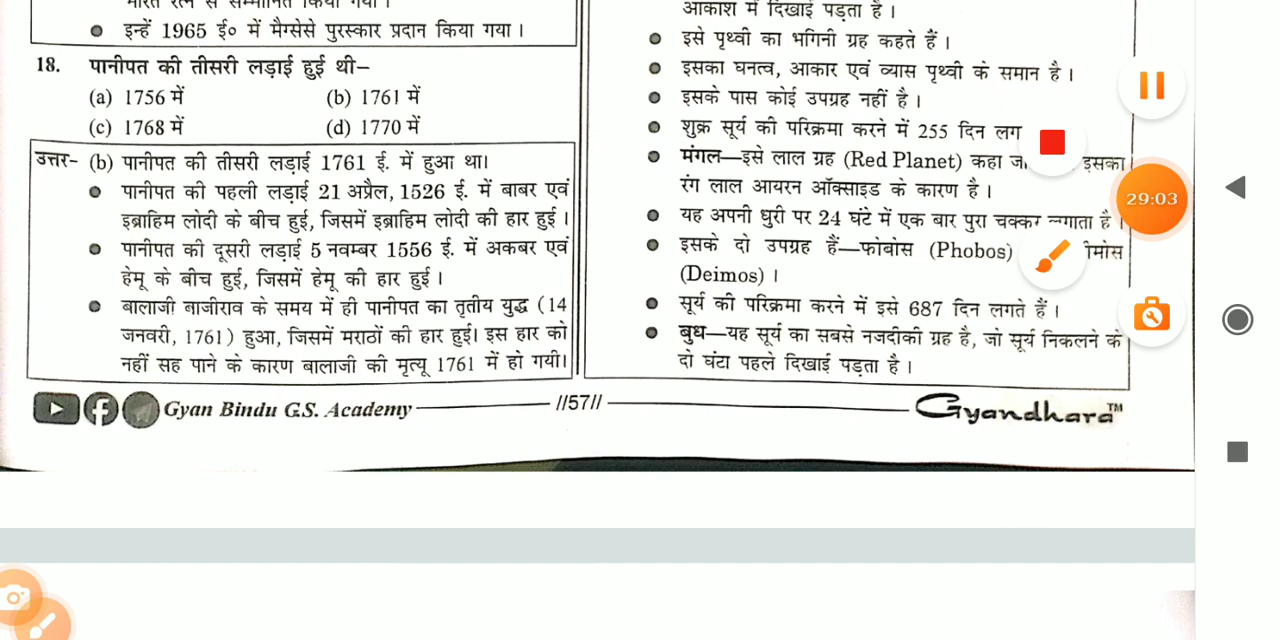 भारत रत्न से सम्मानित किया गया।
● इन्हें 1965 ई० में मैग्सेसे पुरस्कार प्रदान किया गया।
18. पानीपत की तीसरी लड़ाई हुई थी–
(a) 1756 में (b) 1761 में
(c) 1768 में (d) 1770 में
उत्तर- (b) पानीपत की तीसरी लड़ाई 1761 ई. में हुआ था।
● पानीपत की पहली लड़ाई 21 अप्रैल, 1526 ई. में बाबर एवं
इब्राहिम लोदी के बीच हुई, जिसमें इब्राहिम लोदी की हार हुई।
● पानीपत की दूसरी लड़ाई 5 नवम्बर 1556 ई. में अकबर एवं
हेमू के बीच हुई, जिसमें हेमू की हार हुई।
● बालाजी बाजीराव के समय में ही पानीपत का तृतीय युद्ध (14
जनवरी, 1761) हुआ, जिसमें मराठों की हार हुई। इस हार को
नहीं सह पाने के कारण बालाजी की मृत्यू 1761 में हो गयी।
आकाश में दिखाई पड़ता है।
● इसे पृथ्वी का भगिनी ग्रह कहते हैं।
● इसका घनत्व, आकार एवं व्यास पृथ्वी के समान है।
● इसके पास कोई उपग्रह नहीं है।
● शुक्र सूर्य की परिक्रमा करने में 255 दिन लग
● मंगल—इसे लाल ग्रह (Red Planet) कहा इसका
रंग लाल आयरन ऑक्साइड के कारण है।
● यह अपनी धुरी पर 24 घंटे में एक बार पुरा चक्कर लगाता है।
● इसके दो उपग्रह हैं—फोबोस (Phobos)
(Deimos)।
● सूर्य की परिक्रमा करने में इसे 687 दिन लगते हैं।
● बुध—यह सूर्य का सबसे नजदीकी ग्रह है, जो सूर्य निकलने के
दो घंटा पहले दिखाई पड़ता है।
Gyan Bindu G.S. Academy //57// Gyandhara™
29:03